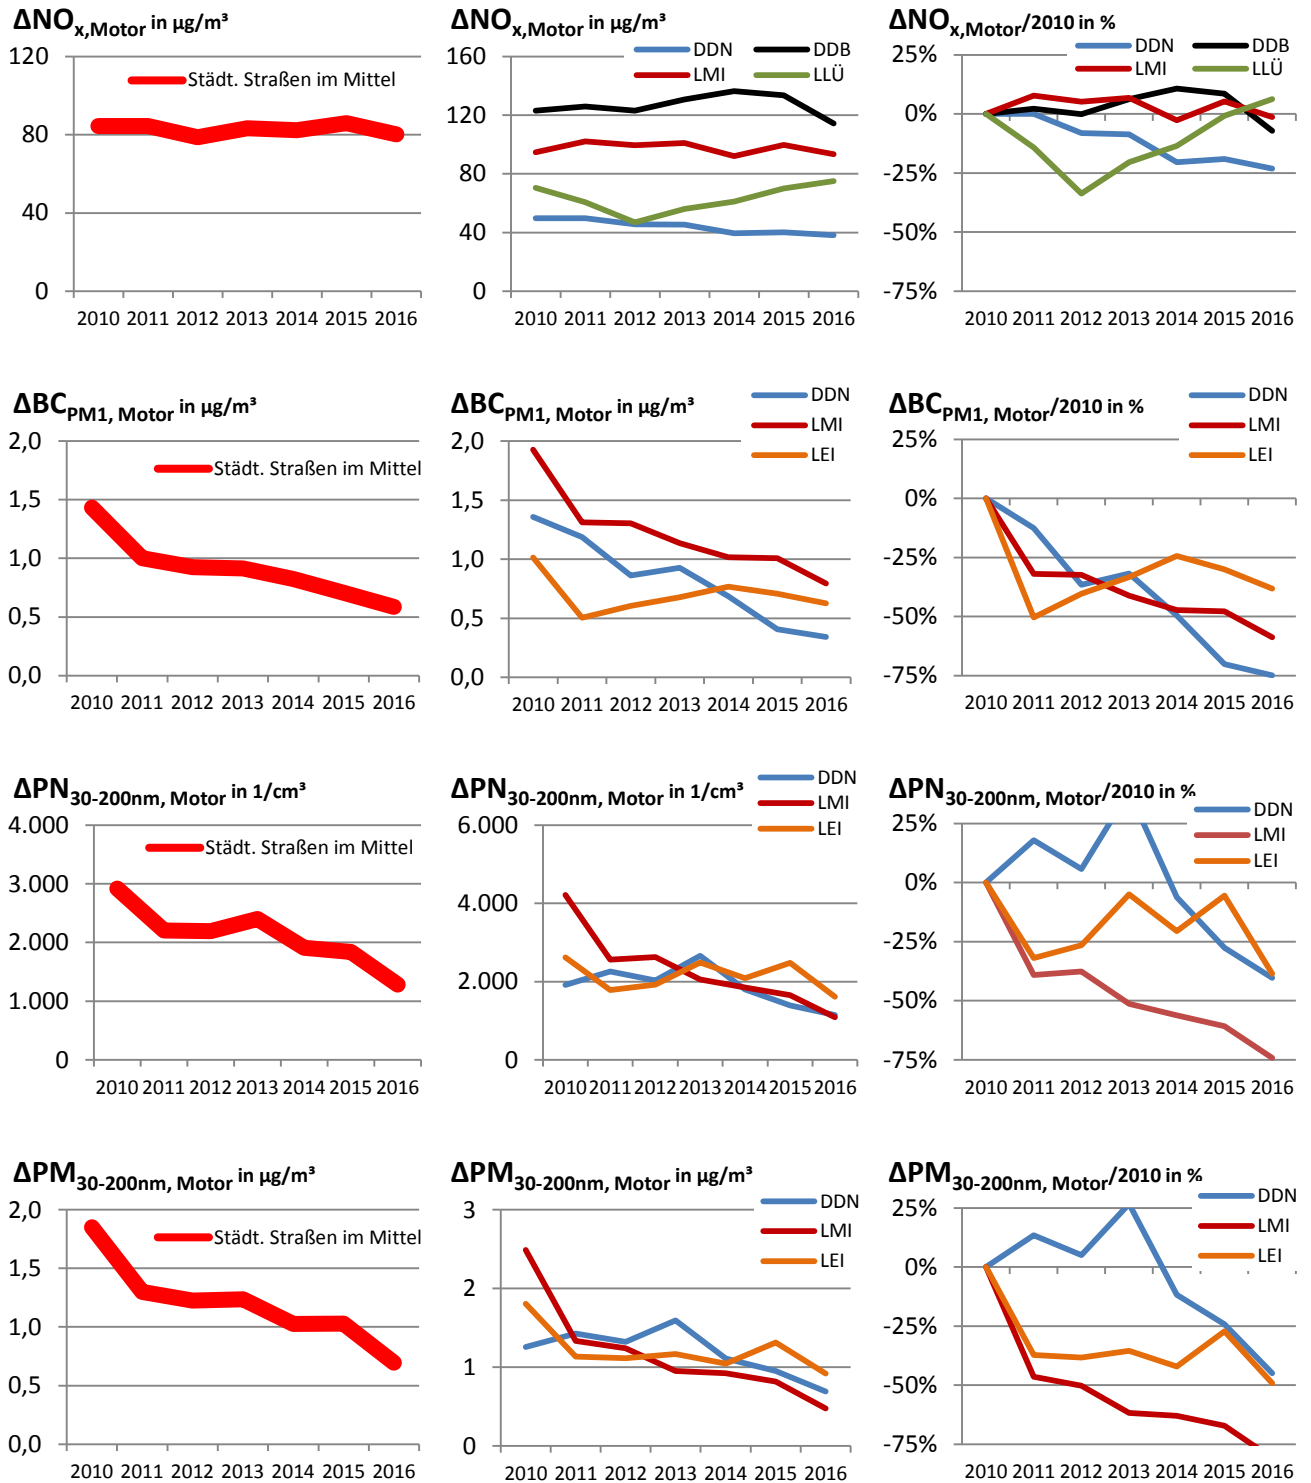 ΔNOx,Motor in µg/m³
120
80
40
0
Städt. Straßen im Mittel
2010 2011 2012 2013 2014 2015 2016
ΔNOx,Motor in µg/m³
DDN DDB
LMI LLÜ
160
120
80
40
0
2010 2011 2012 2013 2014 2015 2016
ΔNOx,Motor/2010 in %
DDN DDB
LMI LLÜ
25%
0%
-25%
-50%
-75%
2010 2011 2012 2013 2014 2015 2016
ΔBCPM1, Motor in µg/m³
2,0
1,5
1,0
0,5
0,0
Städt. Straßen im Mittel
2010 2011 2012 2013 2014 2015 2016
ΔBCPM1, Motor in µg/m³
DDN
LMI
LEI
2,0
1,5
1,0
0,5
0,0
2010 2011 2012 2013 2014 2015 2016
ΔBCPM1, Motor/2010 in %
DDN
LMI
LEI
25%
0%
-25%
-50%
-75%
2010 2011 2012 2013 2014 2015 2016
ΔPN30-200nm, Motor in 1/cm³
4.000
3.000
2.000
1.000
0
Städt. Straßen im Mittel
2010 2011 2012 2013 2014 2015 2016
ΔPN30-200nm, Motor in 1/cm³
DDN
LMI
LEI
6.000
4.000
2.000
0
2010 2011 2012 2013 2014 2015 2016
ΔPN30-200nm, Motor/2010 in %
DDN
LMI
LEI
25%
0%
-25%
-50%
-75%
2010 2011 2012 2013 2014 2015 2016
ΔPM30-200nm, Motor in µg/m³
2,0
1,5
1,0
0,5
0,0
Städt. Straßen im Mittel
2010 2011 2012 2013 2014 2015 2016
ΔPM30-200nm, Motor in µg/m³
DDN
LMI
LEI
3
2
1
0
2010 2011 2012 2013 2014 2015 2016
ΔPM30-200nm, Motor/2010 in %
DDN
LMI
LEI
25%
0%
-25%
-50%
-75%
2010 2011 2012 2013 2014 2015 2016